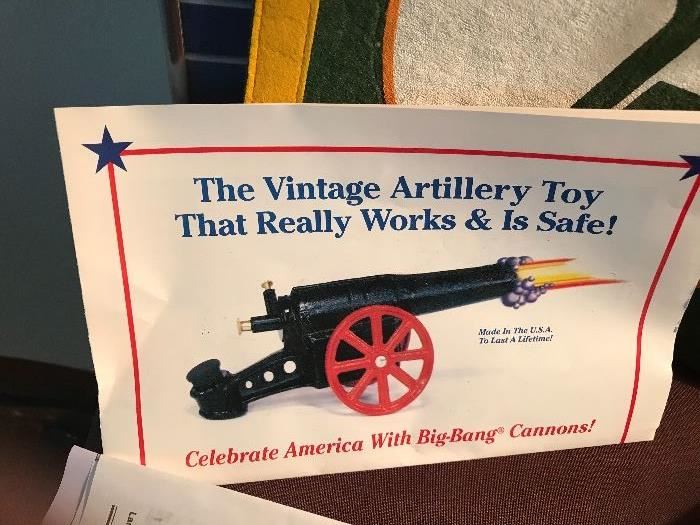 The Vintage Artillery Toy
That Really Works & Is Safe!
Made In The U.S.A.
To Last A Lifetime!
Celebrate America With Big-Bang® Cannons!